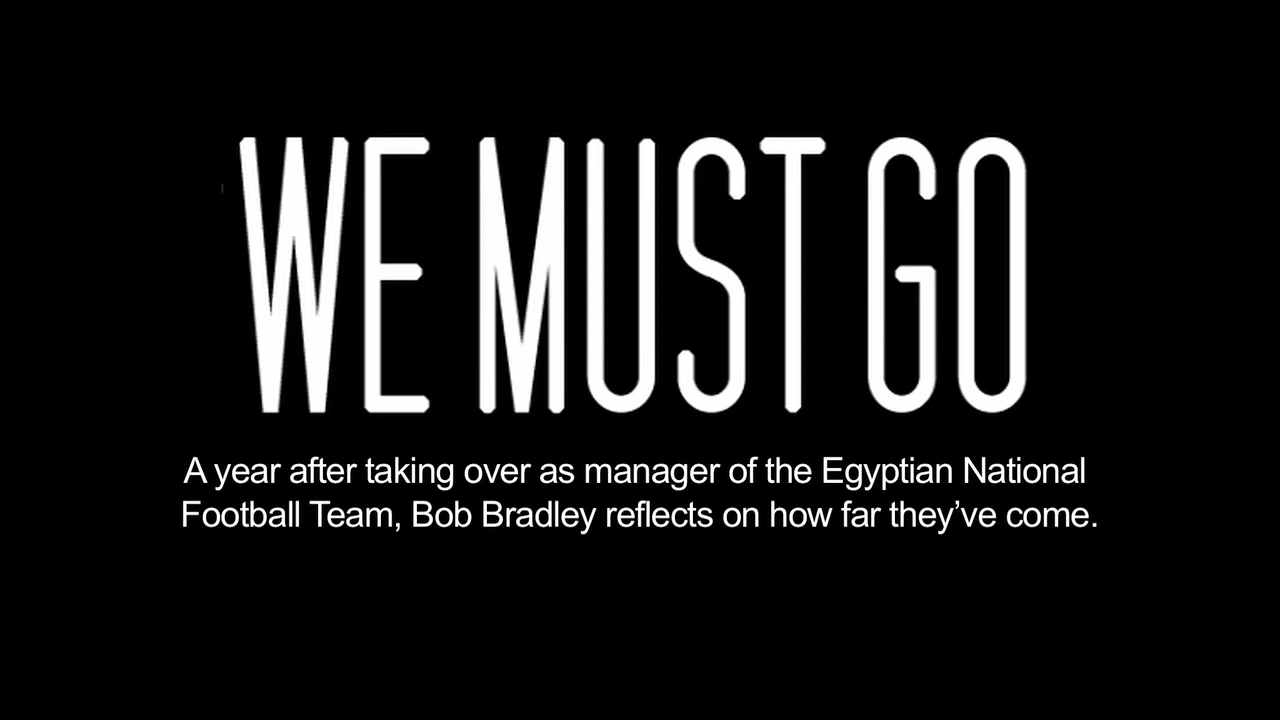 WE MUST GO
A year after taking over as manager of the Egyptian National
Football Team, Bob Bradley reflects on how far they’ve come.